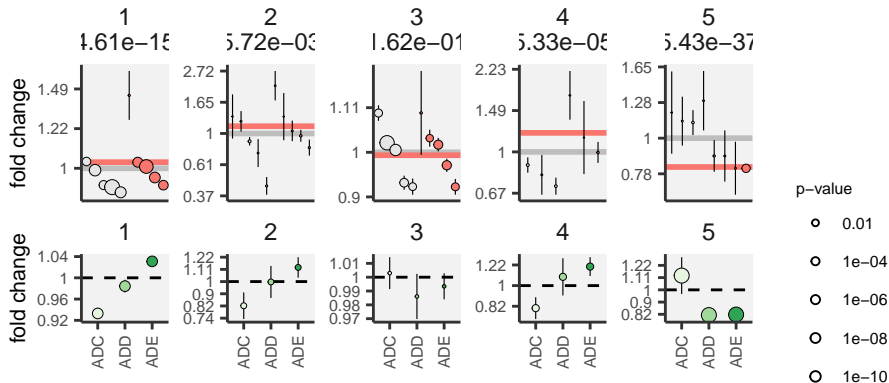 1 2 3 4 5
4.61e−15 5.72e−03 1.62e−01 5.33e−05 5.43e−37
fold change
1.49
1.22
1
2.72
1.65
1
0.61
0.37
1.11
1
0.9
2.23
1.49
1
0.67
1.65
1.28
1
0.78
1 2 3 4 5
fold change
1.04
1
0.96
0.92
1.22
1.11
1
0.9
0.82
0.74
1.01
1
0.99
0.98
0.97
1.22
1
0.82
1.22
1.11
1
0.9
0.82
ADC ADD ADE
ADC ADD ADE
ADC ADD ADE
ADC ADD ADE
ADC ADD ADE
p−value
0.01
1e−04
1e−06
1e−08
1e−10